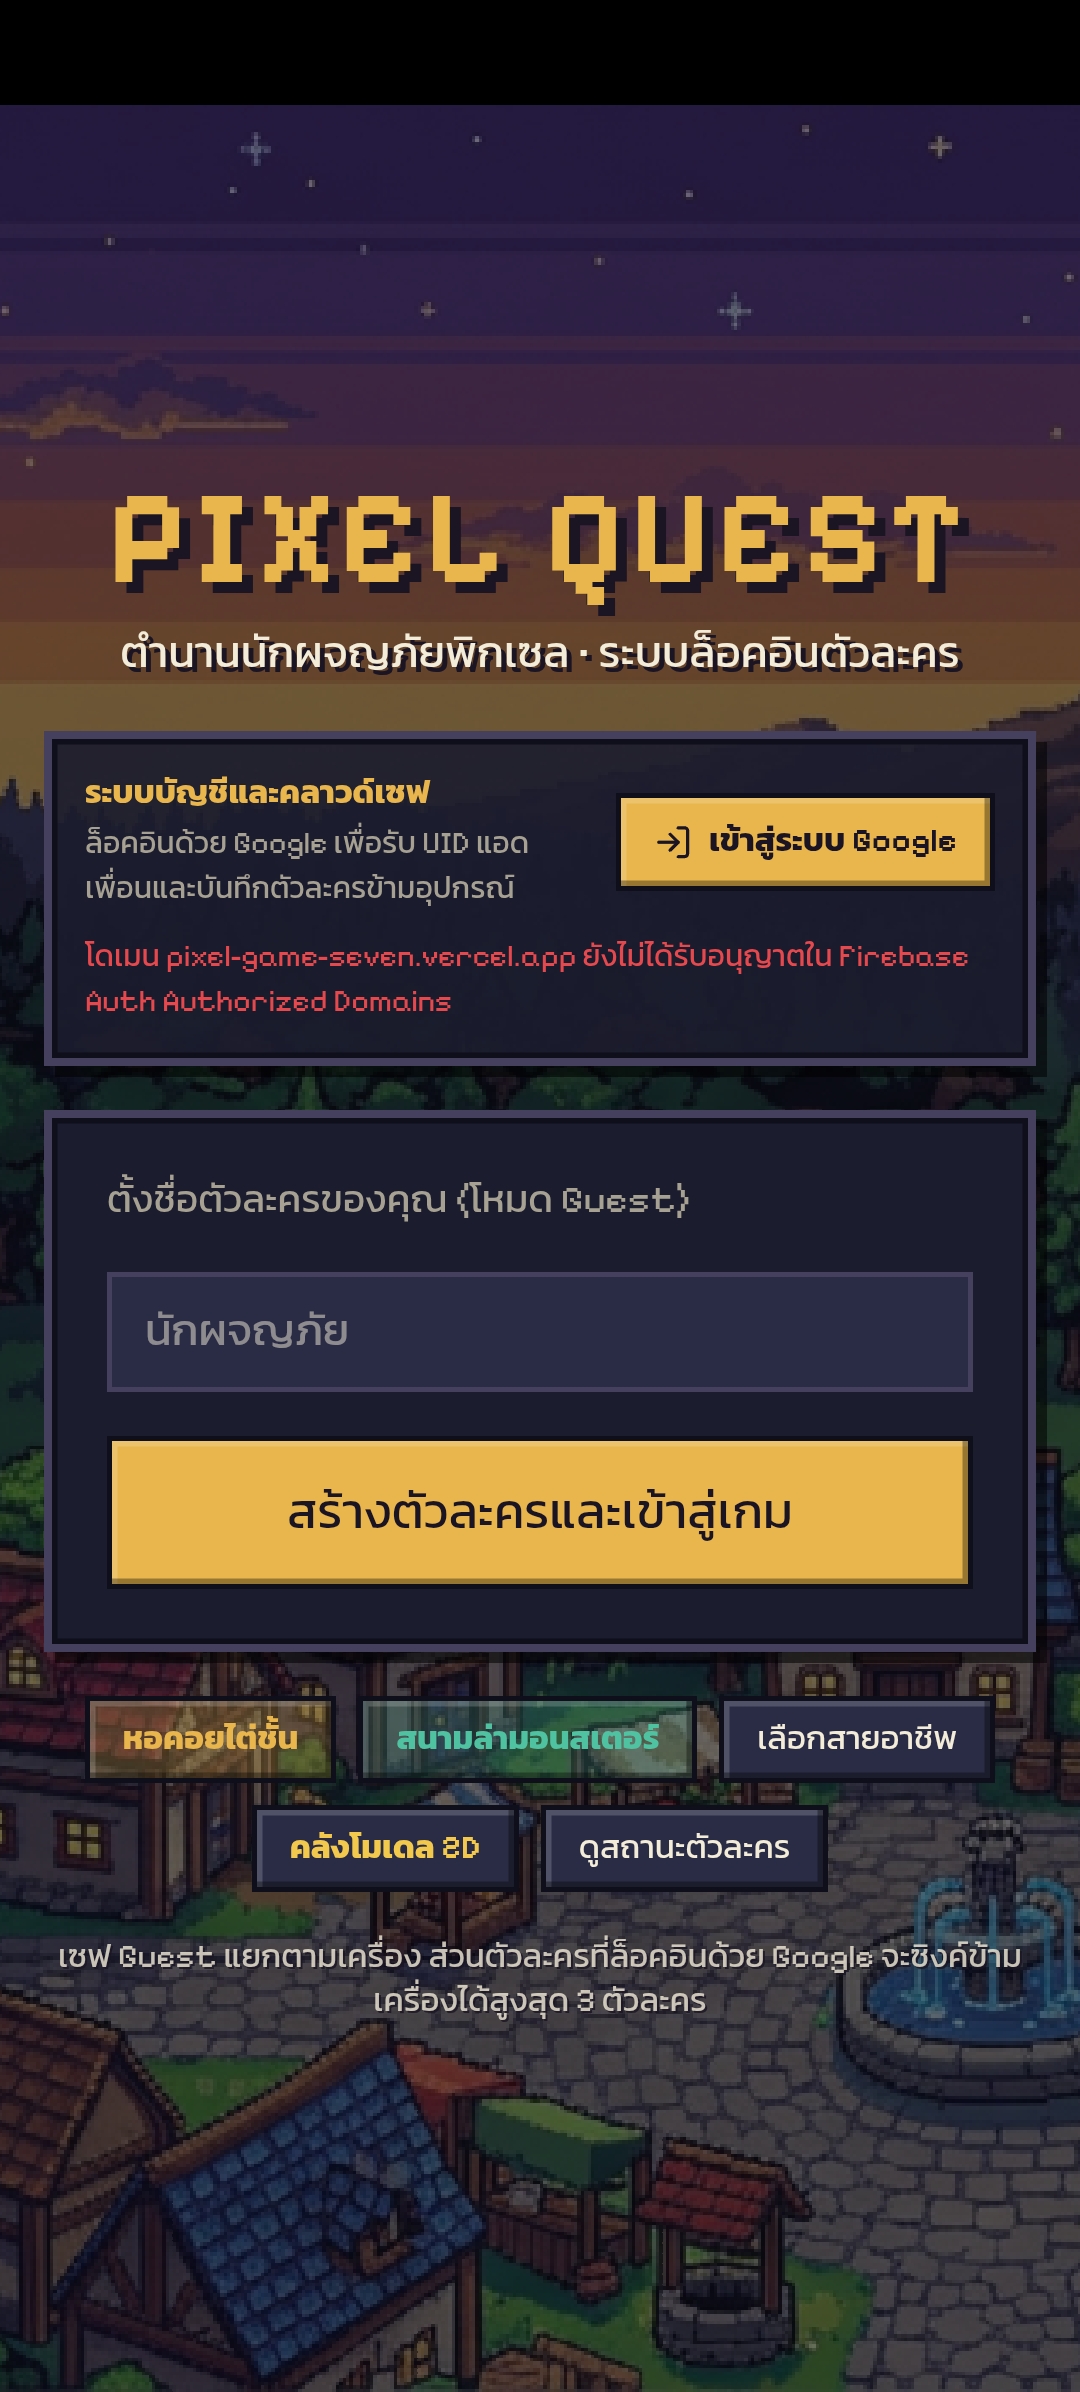 PIXEL QUEST
ตำนานนักผจญภัยพิกเซล · ระบบล็อคอินตัวละคร
ระบบบัญชีและคลาวด์เซฟ
ล็อคอินด้วย Google เพื่อรับ UID แอด
เพื่อนและบันทึกตัวละครข้ามอุปกรณ์
เข้าสู่ระบบ Google
โดเมน pixel-game-seven.vercel.app ยังไม่ได้รับอนุญาตใน Firebase
Auth Authorized Domains
ตั้งชื่อตัวละครของคุณ (โหมด Guest)
นักผจญภัย
สร้างตัวละครและเข้าสู่เกม
หอคอยไต่ชั้น
สนามล่ามอนสเตอร์
เลือกสายอาชีพ
คลังโมเดล 2D
ดูสถานะตัวละคร
เซฟ Guest แยกตามเครื่อง ส่วนตัวละครที่ล็อคอินด้วย Google จะซิงค์ข้าม
เครื่องได้สูงสุด 3 ตัวละคร